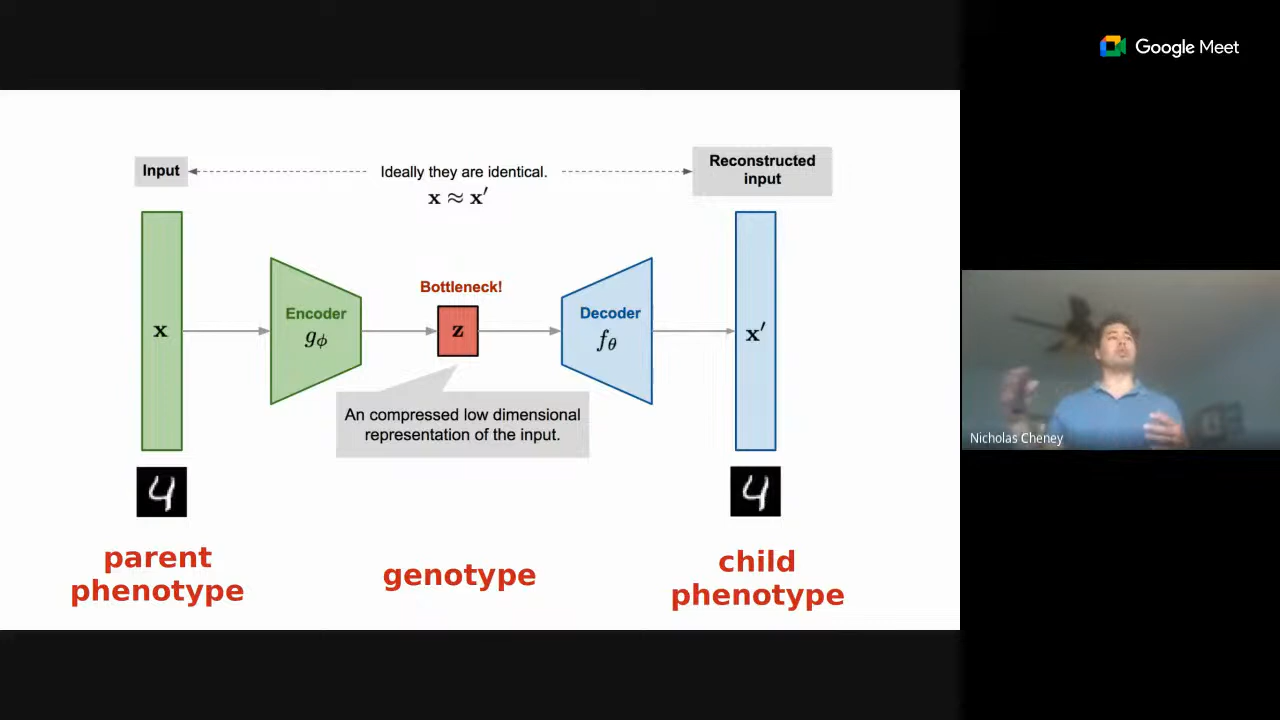 Google Meet
Input
Ideally they are identical.
x ≈ x′
Reconstructed
input
Bottleneck!
x
Encoder
gϕ
z
Decoder
fθ
x′
An compressed low dimensional
representation of the input.
4
4
parent
phenotype
genotype
child
phenotype
Nicholas Cheney